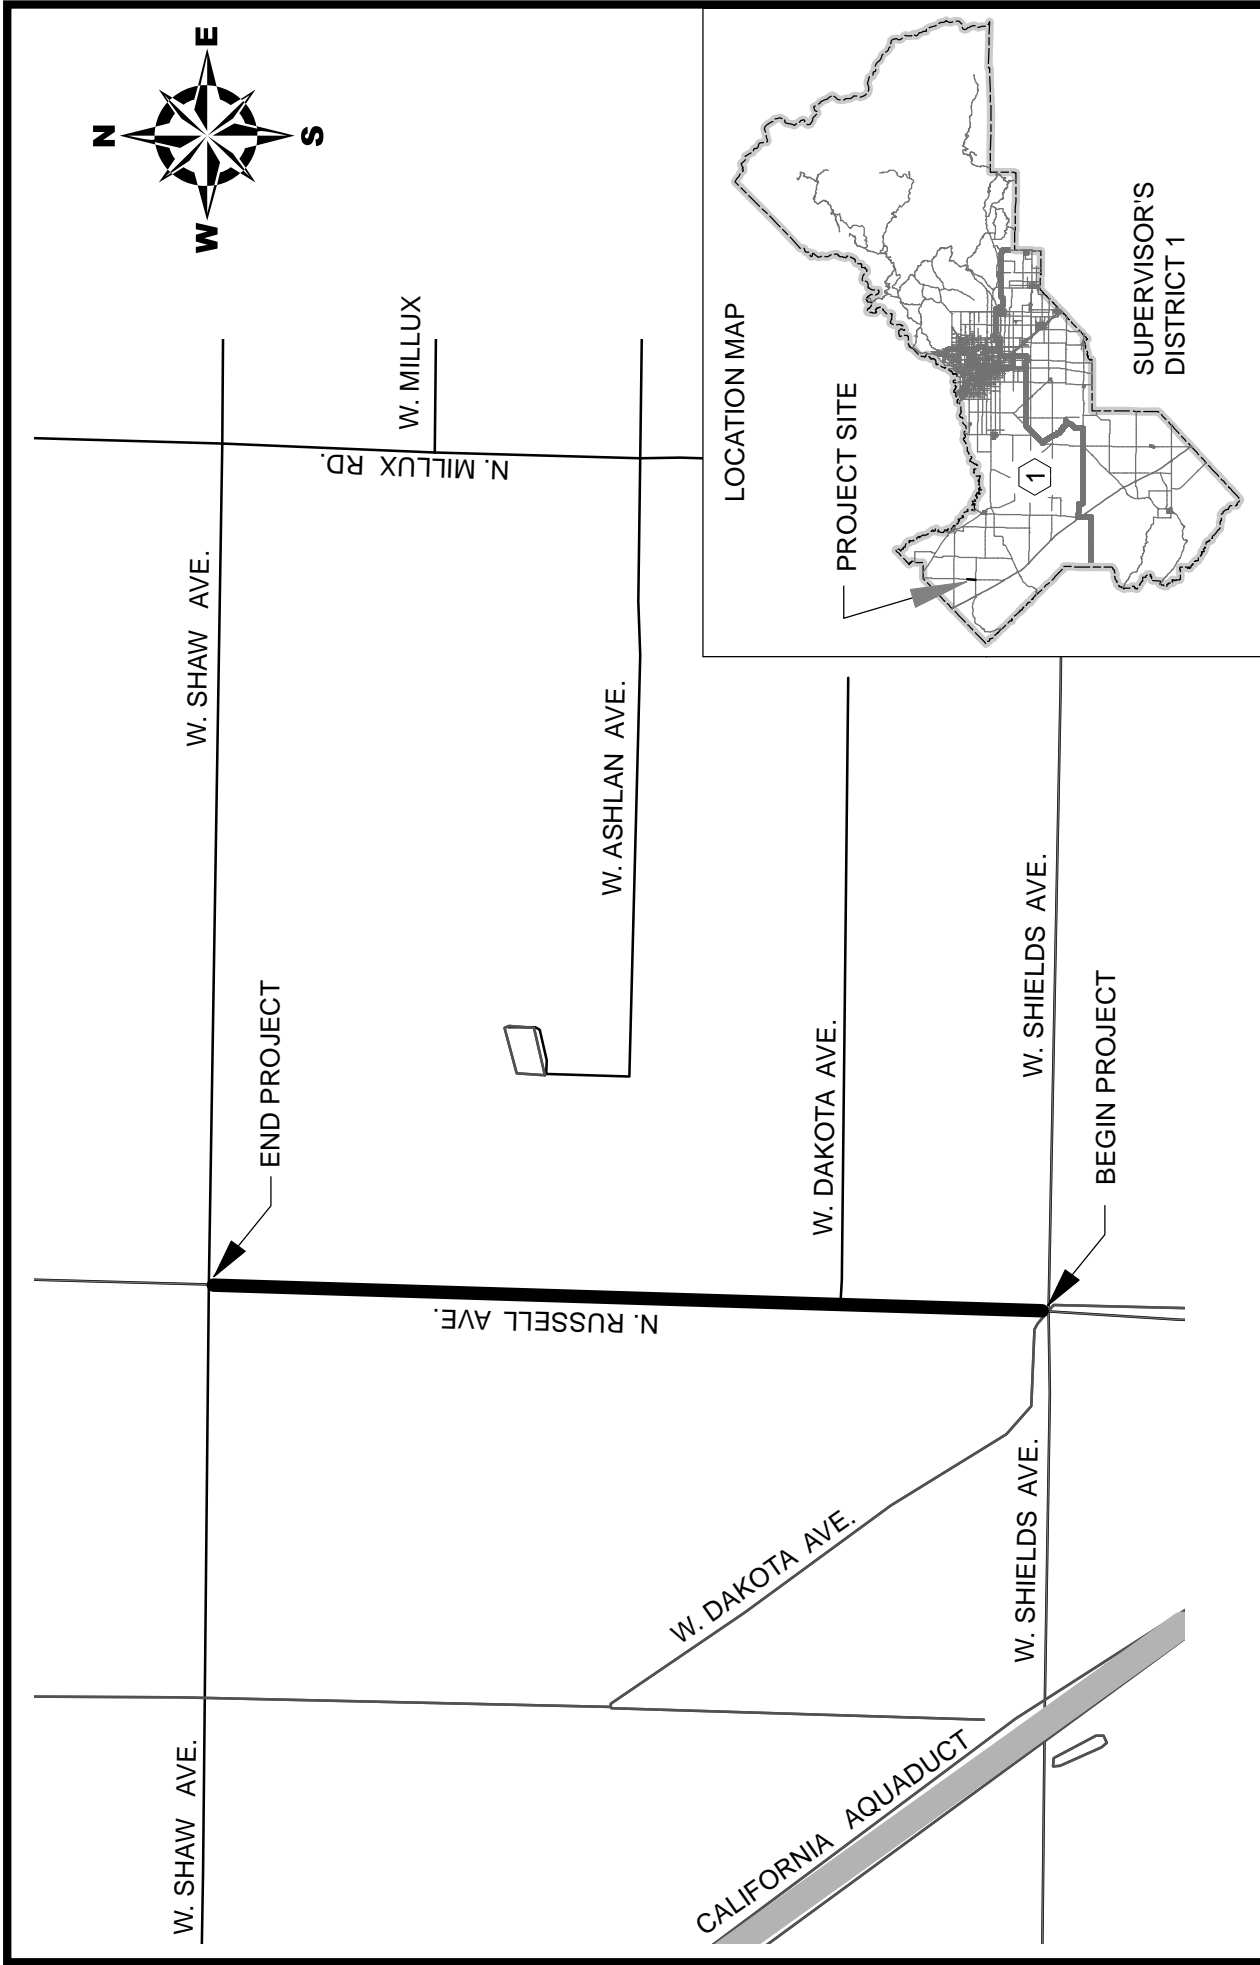 N
E
S
W
W. SHAW AVE.
W. SHAW AVE.
N. MILLUX RD.
W. MILLUX
END PROJECT
W. ASHLAN AVE.
N. RUSSELL AVE.
W. DAKOTA AVE.
W. DAKOTA AVE.
W. SHIELDS AVE.
W. SHIELDS AVE.
BEGIN PROJECT
CALIFORNIA AQUADUCT
LOCATION MAP
PROJECT SITE
1
SUPERVISOR'S
DISTRICT 1